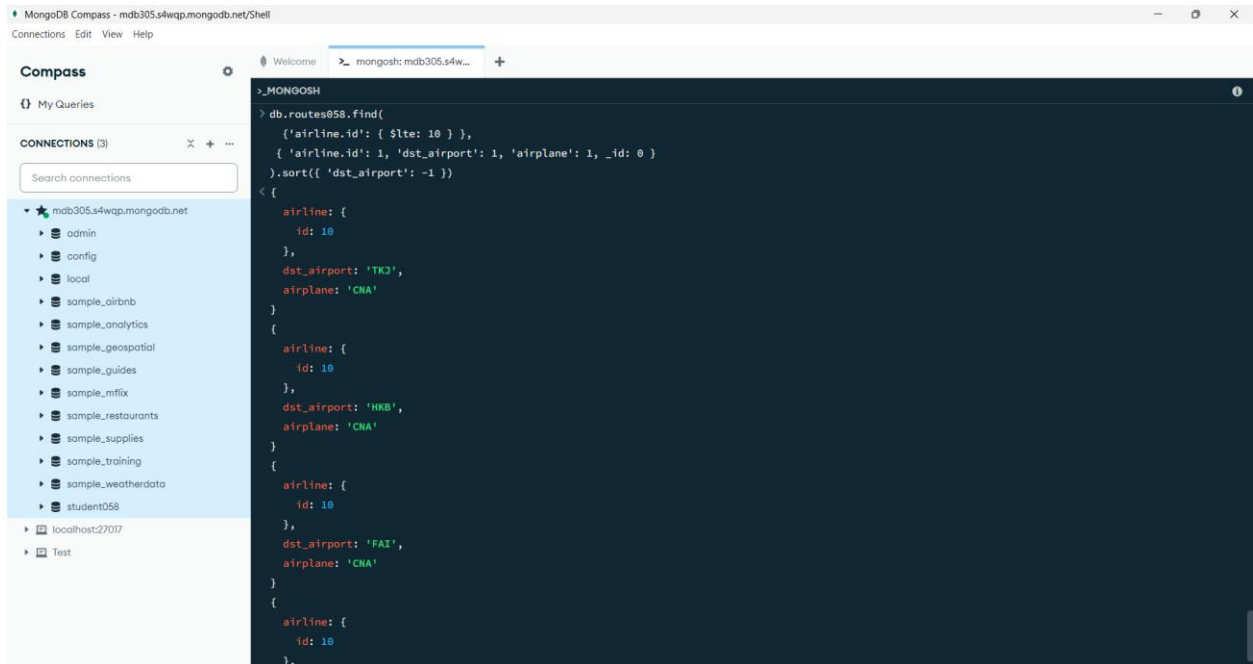 MongoDB Compass - mdb305.s4wqp.mongodb.net/Shell
Connections Edit View Help
Compass
{} My Queries
CONNECTIONS (3)
Search connections
mdb305.s4wqp.mongodb.net
admin
config
local
sample_airbnb
sample_analytics
sample_geospatial
sample_guides
sample_mflix
sample_restaurants
sample_supplies
sample_training
sample_weatherdata
student058
localhost:27017
Test
Welcome >_ mongosh: mdb305.s4w... +
>_MONGOSH
> db.routes058.find(
{'airline.id': { $lte: 10 } },
{ 'airline.id': 1, 'dst_airport': 1, 'airplane': 1, _id: 0 }
).sort({ 'dst_airport': -1 })
< {
airline: {
id: 10
},
dst_airport: 'TKJ',
airplane: 'CNA'
}
{
airline: {
id: 10
},
dst_airport: 'HKB',
airplane: 'CNA'
}
{
airline: {
id: 10
},
dst_airport: 'FAI',
airplane: 'CNA'
}
{
airline: {
id: 10
},